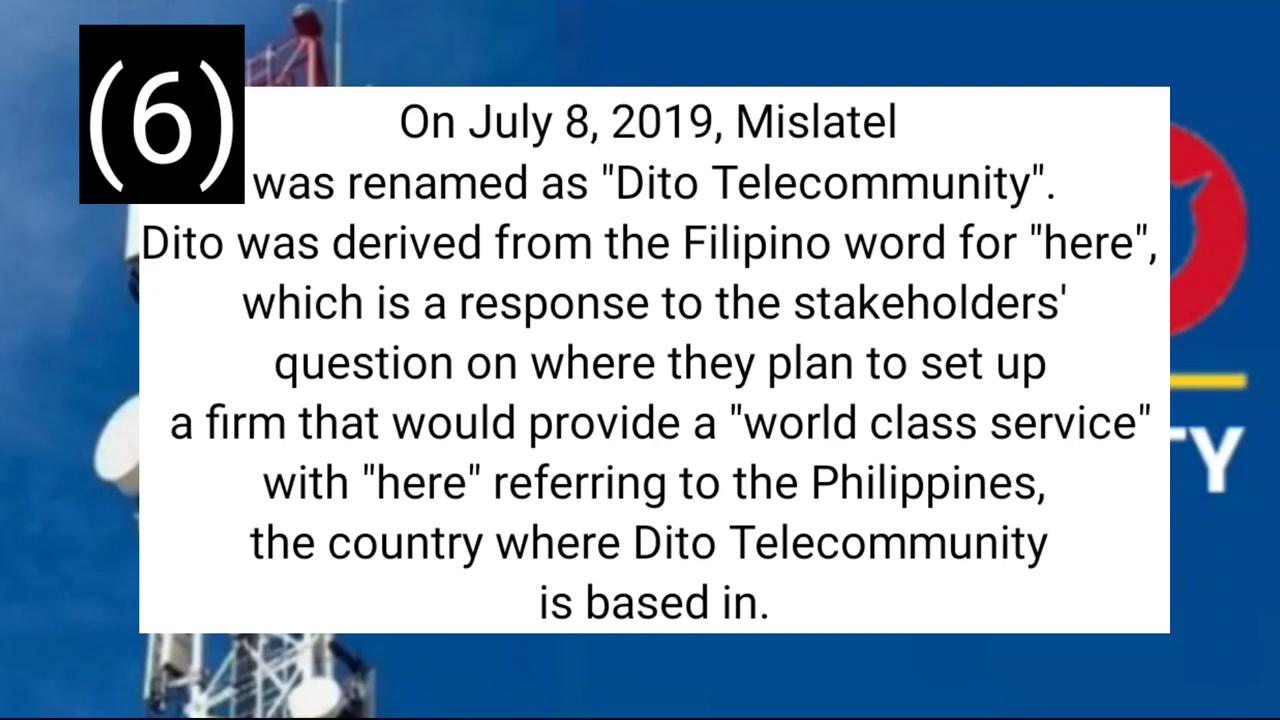 (6)
On July 8, 2019, Mislatel
was renamed as "Dito Telecommunity".
Dito was derived from the Filipino word for "here",
which is a response to the stakeholders'
question on where they plan to set up
a firm that would provide a "world class service"
with "here" referring to the Philippines,
the country where Dito Telecommunity
is based in.
TY